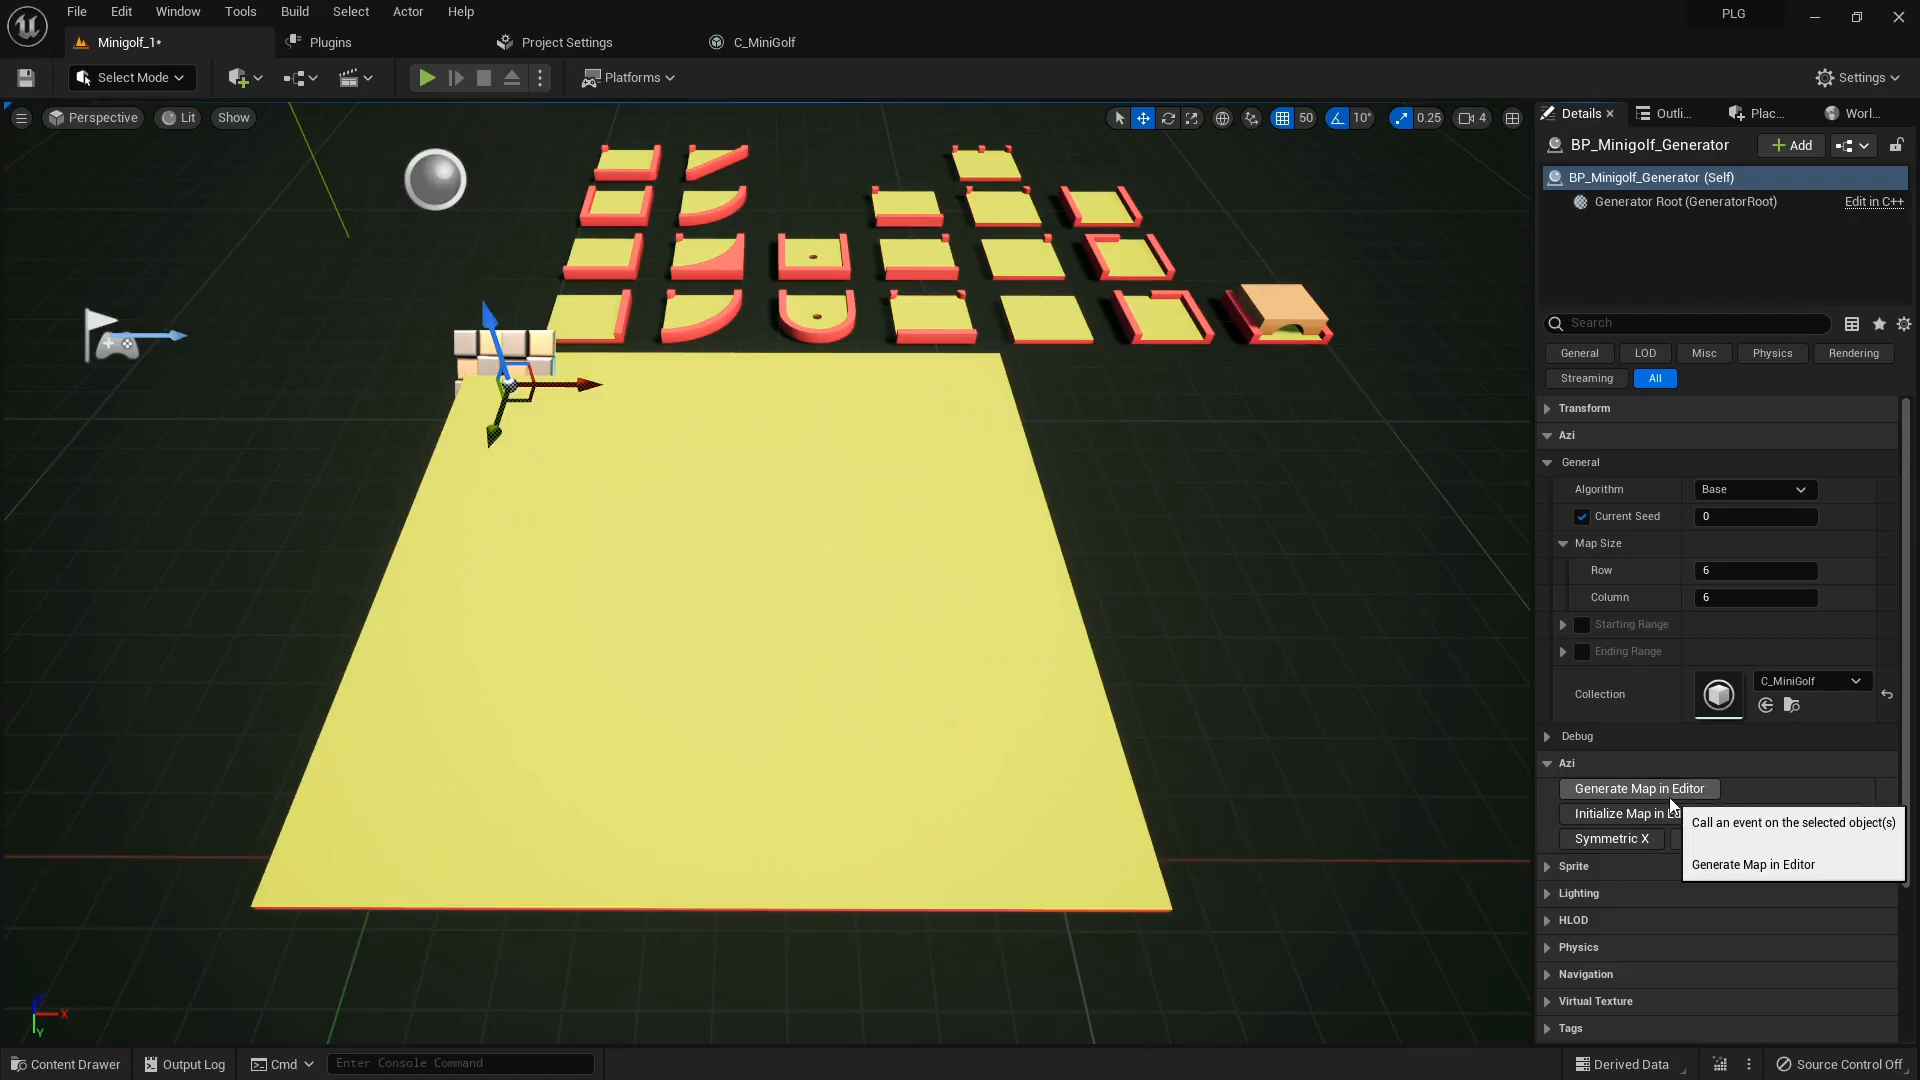 File Edit Window Tools Build Select Actor Help
PLG
Minigolf_1*
Plugins
Project Settings
C_MiniGolf
Select Mode
Platforms
Settings
Perspective
Lit
Show
50
10°
0.25
4
Details
Outli...
Plac...
Worl...
BP_Minigolf_Generator
+ Add
BP_Minigolf_Generator (Self)
Generator Root (GeneratorRoot)
Edit in C++
Search
General
LOD
Misc
Physics
Rendering
Streaming
All
Transform
Azi
General
Algorithm
Base
Current Seed
0
Map Size
Row
6
Column
6
Starting Range
Ending Range
Collection
C_MiniGolf
Debug
Azi
Generate Map in Editor
Initialize Map in Ed
Symmetric X
Call an event on the selected object(s)
Generate Map in Editor
Sprite
Lighting
HLOD
Physics
Navigation
Virtual Texture
Tags
Z
X
Y
Content Drawer
Output Log
Cmd
Enter Console Command
Derived Data
Source Control Off